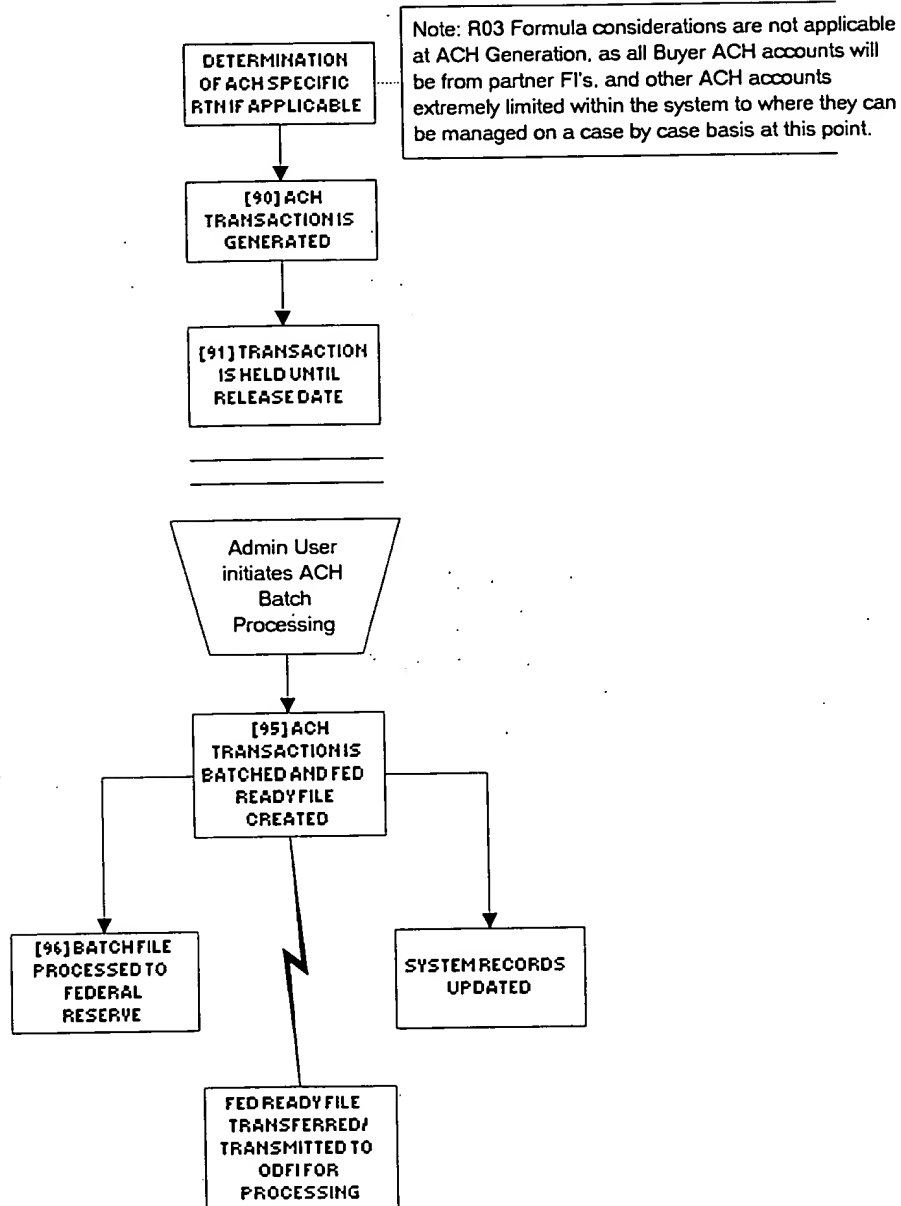 DETERMINATION
OF ACH SPECIFIC
RTN IF APPLICABLE
Note: R03 Formula considerations are not applicable
at ACH Generation, as all Buyer ACH accounts will
be from partner FI's, and other ACH accounts
extremely limited within the system to where they can
be managed on a case by case basis at this point.
[90] ACH
TRANSACTION IS
GENERATED
[91] TRANSACTION
IS HELD UNTIL
RELEASE DATE
Admin User
initiates ACH
Batch
Processing
[95] ACH
TRANSACTION IS
BATCHED AND FED
READY FILE
CREATED
[96] BATCH FILE
PROCESSED TO
FEDERAL
RESERVE
SYSTEM RECORDS
UPDATED
FED READY FILE
TRANSFERRED/
TRANSMITTED TO
ODFI FOR
PROCESSING